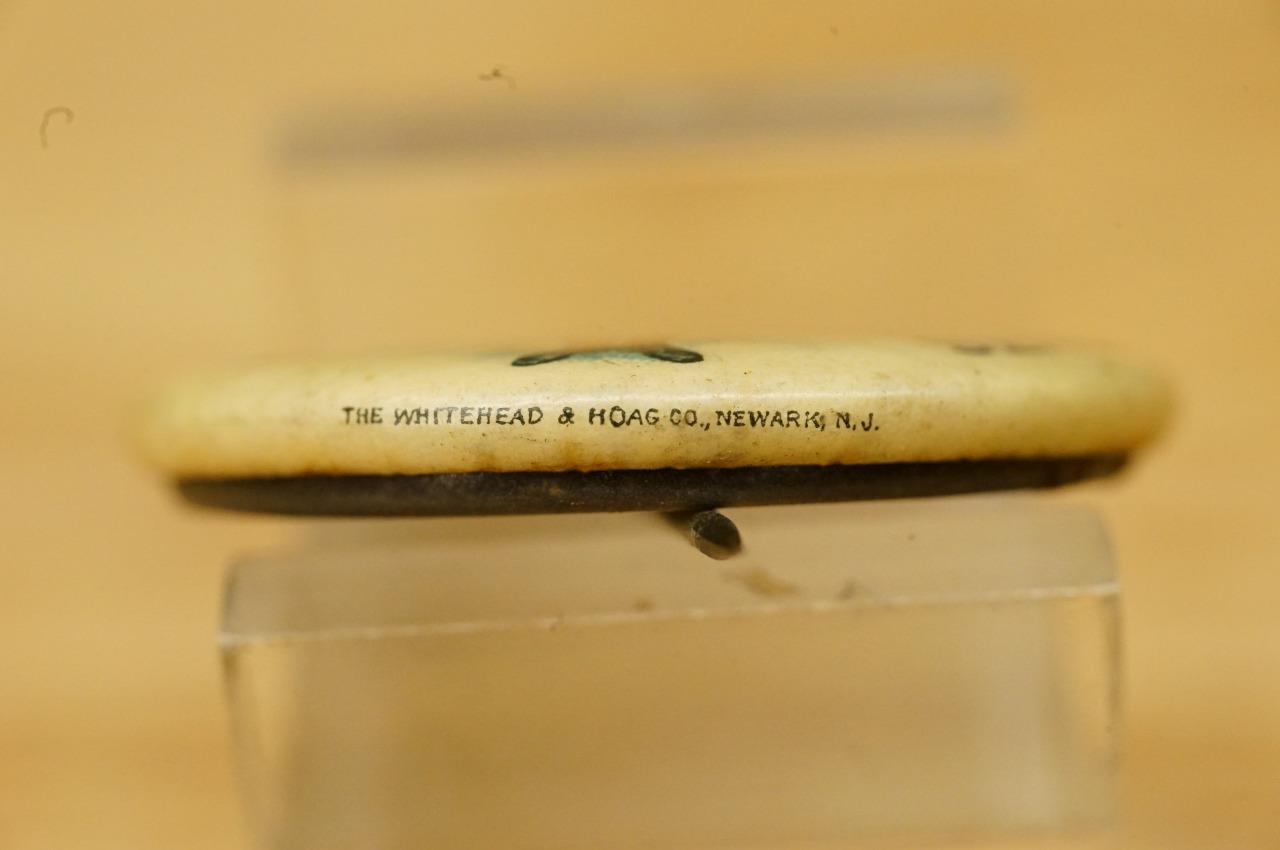 THE WHITEHEAD & HOAG CO., NEWARK, N.J.